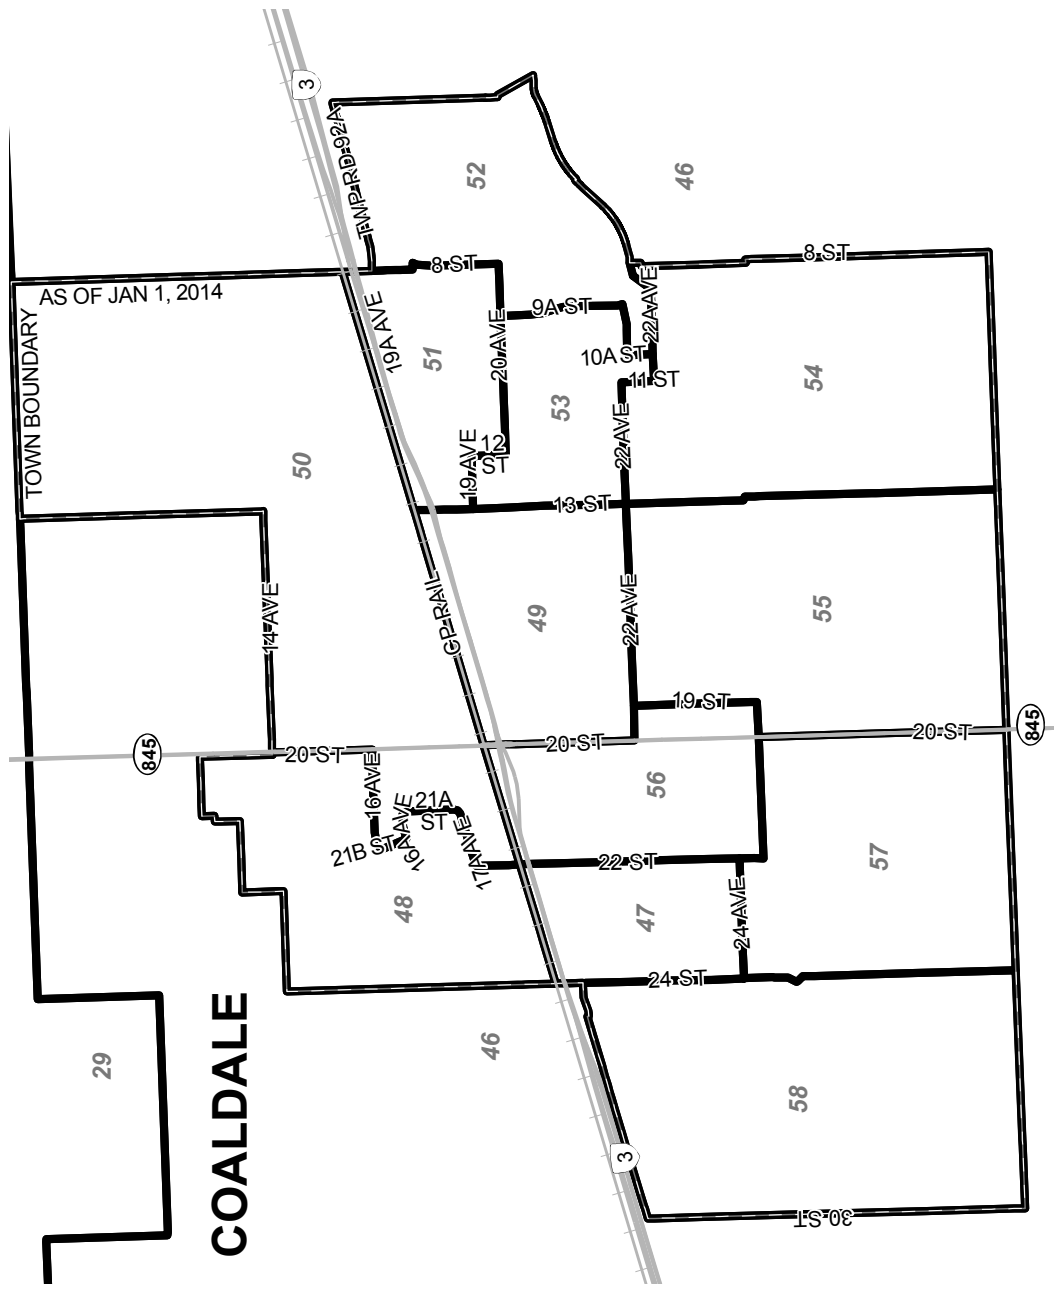 3
TWP RD 92A
52
46
8 ST
8 ST
AS OF JAN 1, 2014
TOWN BOUNDARY
19A AVE
51
20 AVE
9A ST
22 AVE
10A ST
11 ST
54
53
22 AVE
50
19 AVE
12
ST
13 ST
14 AVE
CP RAIL
49
22 AVE
55
19 ST
845
20 ST
20 ST
20 ST
845
16 AVE
21A
ST
16A AVE
21B ST
17A AVE
56
22 ST
57
48
47
24 AVE
24 ST
COALDALE
29
46
58
3
30 ST